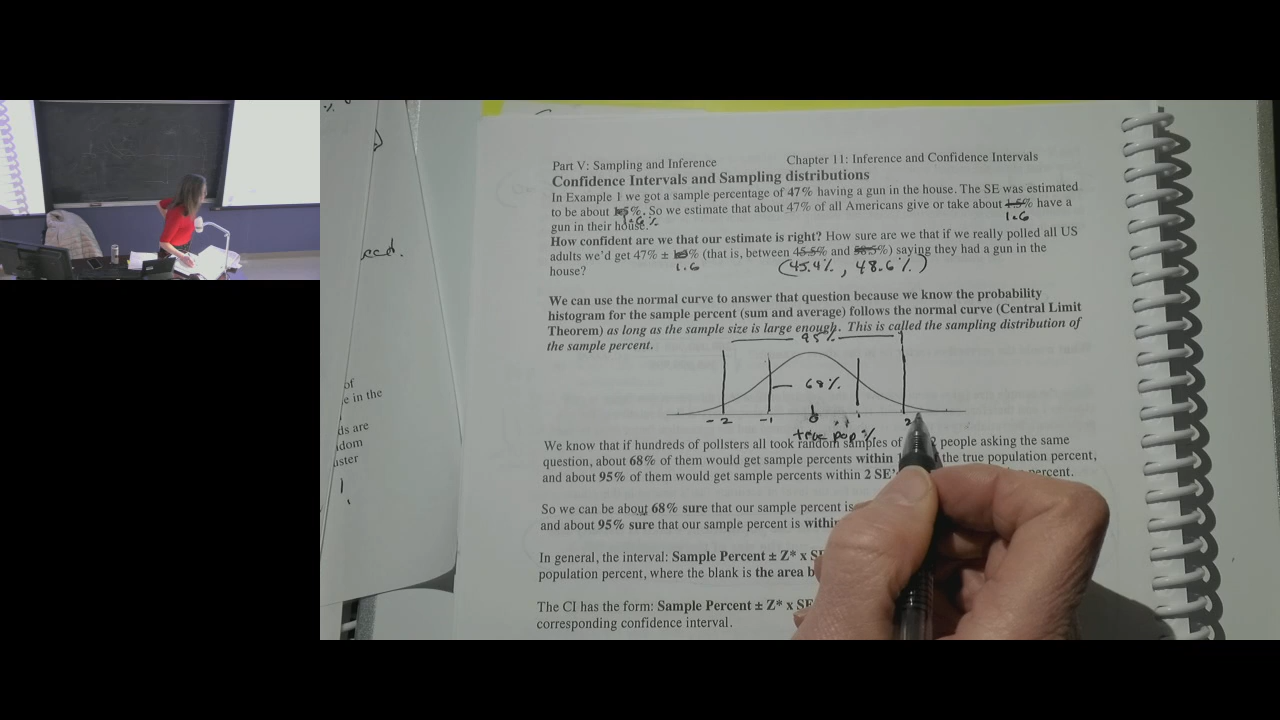 Part V: Sampling and Inference Chapter 11: Inference and Confidence Intervals
Confidence Intervals and Sampling distributions
In Example 1 we got a sample percentage of 47% having a gun in the house. The SE was estimated
to be about %. So we estimate that about 47% of all Americans give or take about 1.5% have a
1.6% 1.6
gun in their house.
How confident are we that our estimate is right? How sure are we that if we really polled all US
adults we'd get 47% ± % (that is, between 45.5% and %) saying they had a gun in the
1.6 (45.4%, 48.6%)
house?
We can use the normal curve to answer that question because we know the probability
histogram for the sample percent (sum and average) follows the normal curve (Central Limit
Theorem) as long as the sample size is large enough. This is called the sampling distribution of
the sample percent.
95%
68%
-2 -1 0 1 2
true pop %
We know that if hundreds of pollsters all took random samples of people asking the same
question, about 68% of them would get sample percents within 1 the true population percent,
and about 95% of them would get sample percents within 2 SE' percent.
So we can be about 68% sure that our sample percent is
and about 95% sure that our sample percent is within
In general, the interval: Sample Percent ± Z* x SE
population percent, where the blank is the area b
The CI has the form: Sample Percent ± Z* x SE
corresponding confidence interval.
eed.
of
e in the
ds are
dom
uster